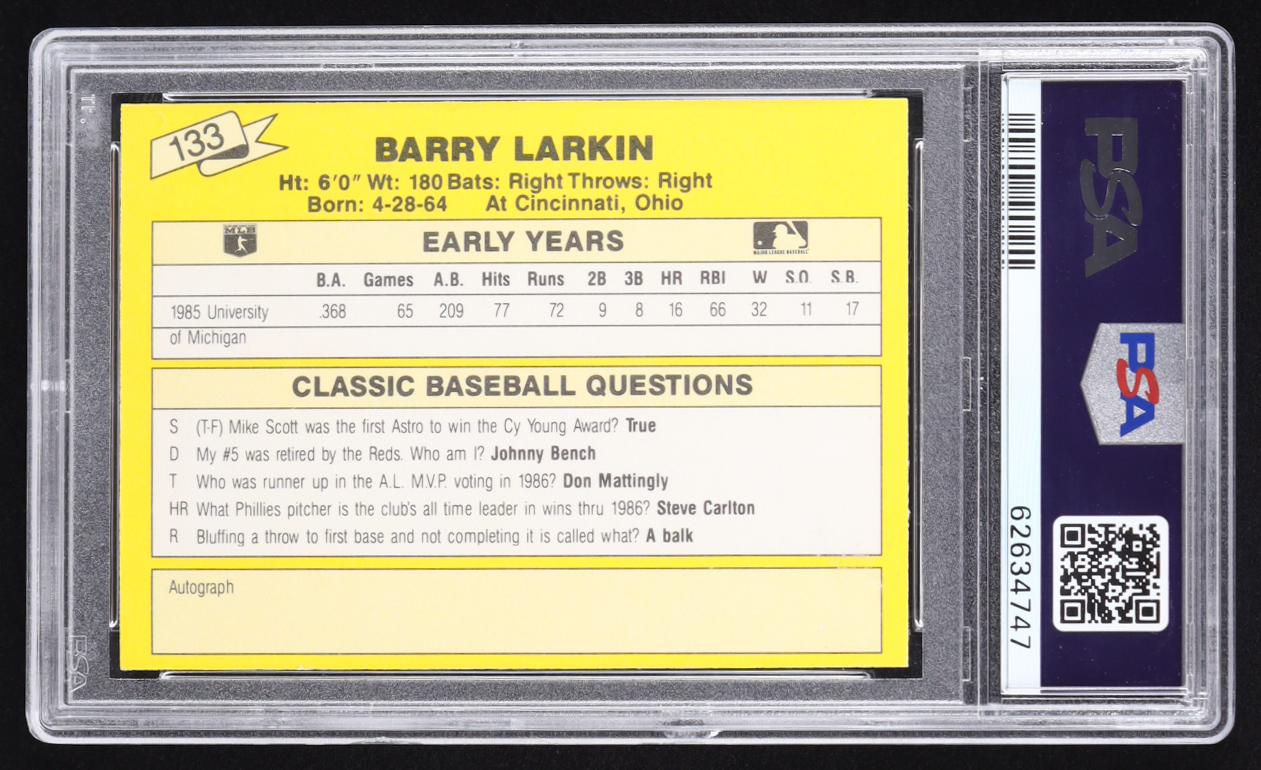 133
BARRY LARKIN
Ht: 6'0" Wt: 180 Bats: Right Throws: Right
Born: 4-28-64 At Cincinnati, Ohio
MLB
EARLY YEARS
MAJOR LEAGUE BASEBALL
B.A. Games A.B. Hits Runs 2B 3B HR RBI W S.O. S.B.
1985 University .368 65 209 77 72 9 8 16 66 32 11 17
of Michigan
CLASSIC BASEBALL QUESTIONS
S (T-F) Mike Scott was the first Astro to win the Cy Young Award? True
D My #5 was retired by the Reds. Who am I? Johnny Bench
T Who was runner up in the A.L. M.V.P. voting in 1986? Don Mattingly
HR What Phillies pitcher is the club's all time leader in wins thru 1986? Steve Carlton
R Bluffing a throw to first base and not completing it is called what? A balk
Autograph
PSA
PSA
PSA
62634747